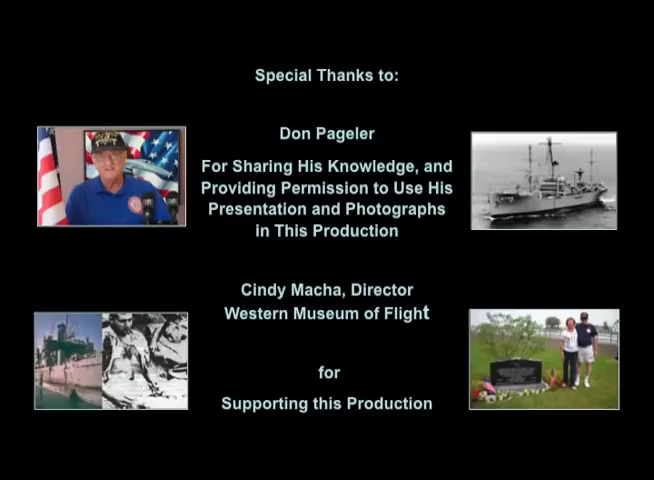 Special Thanks to:
Don Pageler
For Sharing His Knowledge, and
Providing Permission to Use His
Presentation and Photographs
in This Production
Cindy Macha, Director
Western Museum of Flight
for
Supporting this Production